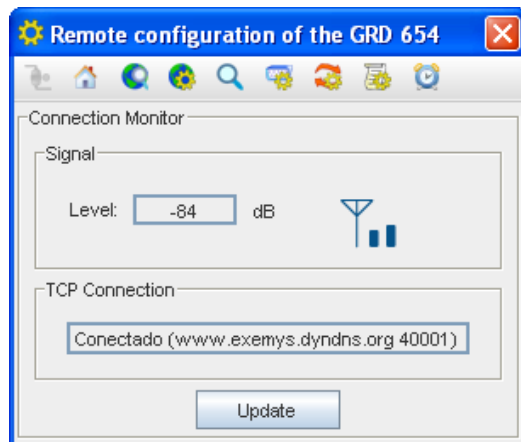 Remote configuration of the GRD 654
Connection Monitor
Signal
Level: -84 dB
TCP Connection
Conectado (www.exemys.dyndns.org 40001)
Update